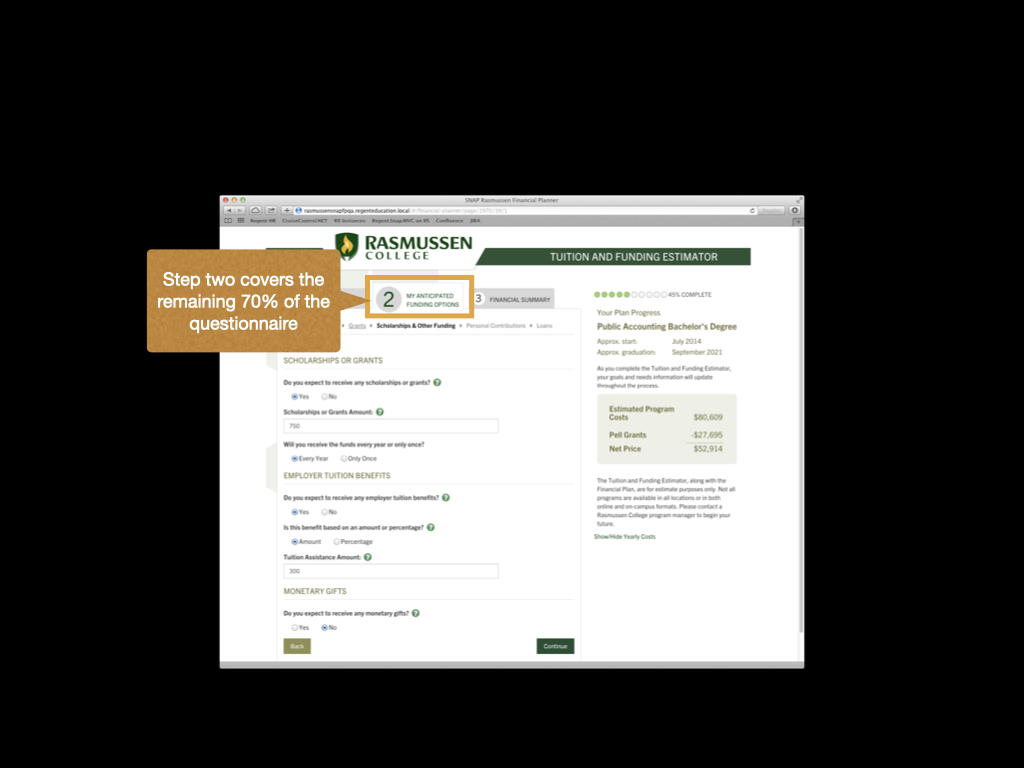 SNAP Rasmussen Financial Planner
rasmussensnapfpqa.regenteducation.local
Regent HR CruiseControl.NET RX Instances Regent.Snap.MVC on XS Confluence JIRA
RASMUSSEN
COLLEGE
TUITION AND FUNDING ESTIMATOR
Step two covers the
remaining 70% of the
questionnaire
2 MY ANTICIPATED
FUNDING OPTIONS
3 FINANCIAL SUMMARY
45% COMPLETE
Grants Scholarships & Other Funding Personal Contributions Loans
SCHOLARSHIPS OR GRANTS
Do you expect to receive any scholarships or grants? ?
Yes No
Scholarships or Grants Amount: ?
750
Will you receive the funds every year or only once?
Every Year Only Once
EMPLOYER TUITION BENEFITS
Do you expect to receive any employer tuition benefits? ?
Yes No
Is this benefit based on an amount or percentage? ?
Amount Percentage
Tuition Assistance Amount: ?
300
MONETARY GIFTS
Do you expect to receive any monetary gifts? ?
Yes No
Back Continue
Your Plan Progress
Public Accounting Bachelor's Degree
Approx. start: July 2014
Approx. graduation: September 2021
As you complete the Tuition and Funding Estimator,
your goals and needs information will update
throughout the process.
Estimated Program
Costs $80,609
Pell Grants -$27,695
Net Price $52,914
The Tuition and Funding Estimator, along with the
Financial Plan, are for estimate purposes only. Not all
programs are available in all locations or in both
online and on-campus formats. Please contact a
Rasmussen College program manager to begin your
future.
Show/Hide Yearly Costs